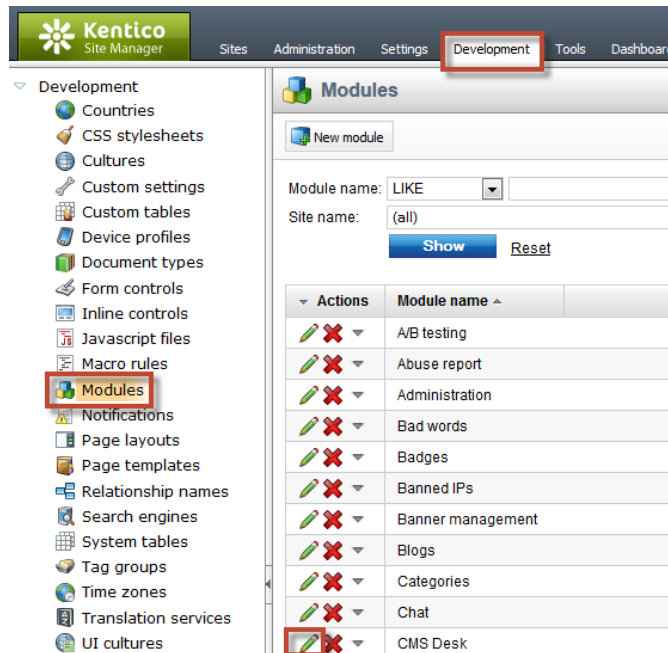 Kentico
Site Manager
Sites
Administration
Settings
Development
Tools
Dashboar
Development
Countries
CSS stylesheets
Cultures
Custom settings
Custom tables
Device profiles
Document types
Form controls
Inline controls
JS
Javascript files
Macro rules
Modules
Notifications
Page layouts
Page templates
Relationship names
Search engines
System tables
Tag groups
Time zones
Translation services
UI cultures
Modules
New module
Module name: LIKE
Site name: (all)
Show Reset
Actions Module name
A/B testing
Abuse report
Administration
Bad words
Badges
Banned IPs
Banner management
Blogs
Categories
Chat
CMS Desk